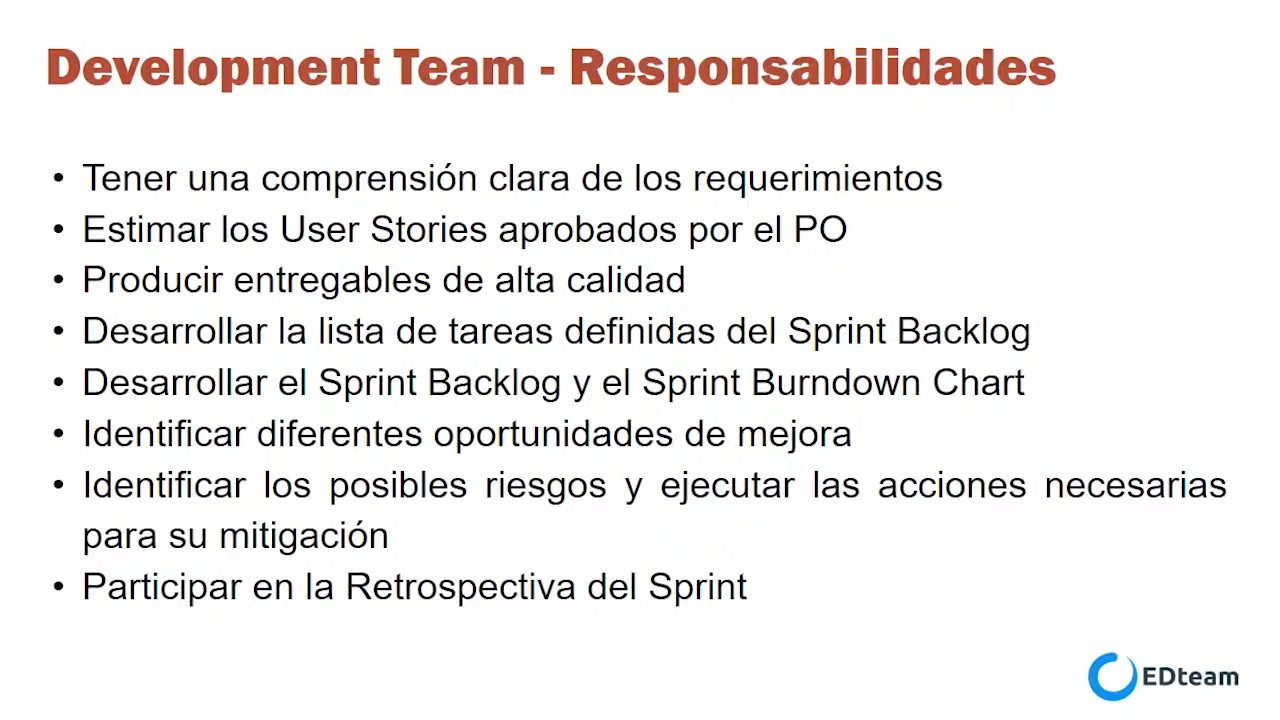 Development Team - Responsabilidades
• Tener una comprensión clara de los requerimientos
• Estimar los User Stories aprobados por el PO
• Producir entregables de alta calidad
• Desarrollar la lista de tareas definidas del Sprint Backlog
• Desarrollar el Sprint Backlog y el Sprint Burndown Chart
• Identificar diferentes oportunidades de mejora
• Identificar los posibles riesgos y ejecutar las acciones necesarias
para su mitigación
• Participar en la Retrospectiva del Sprint
EDteam